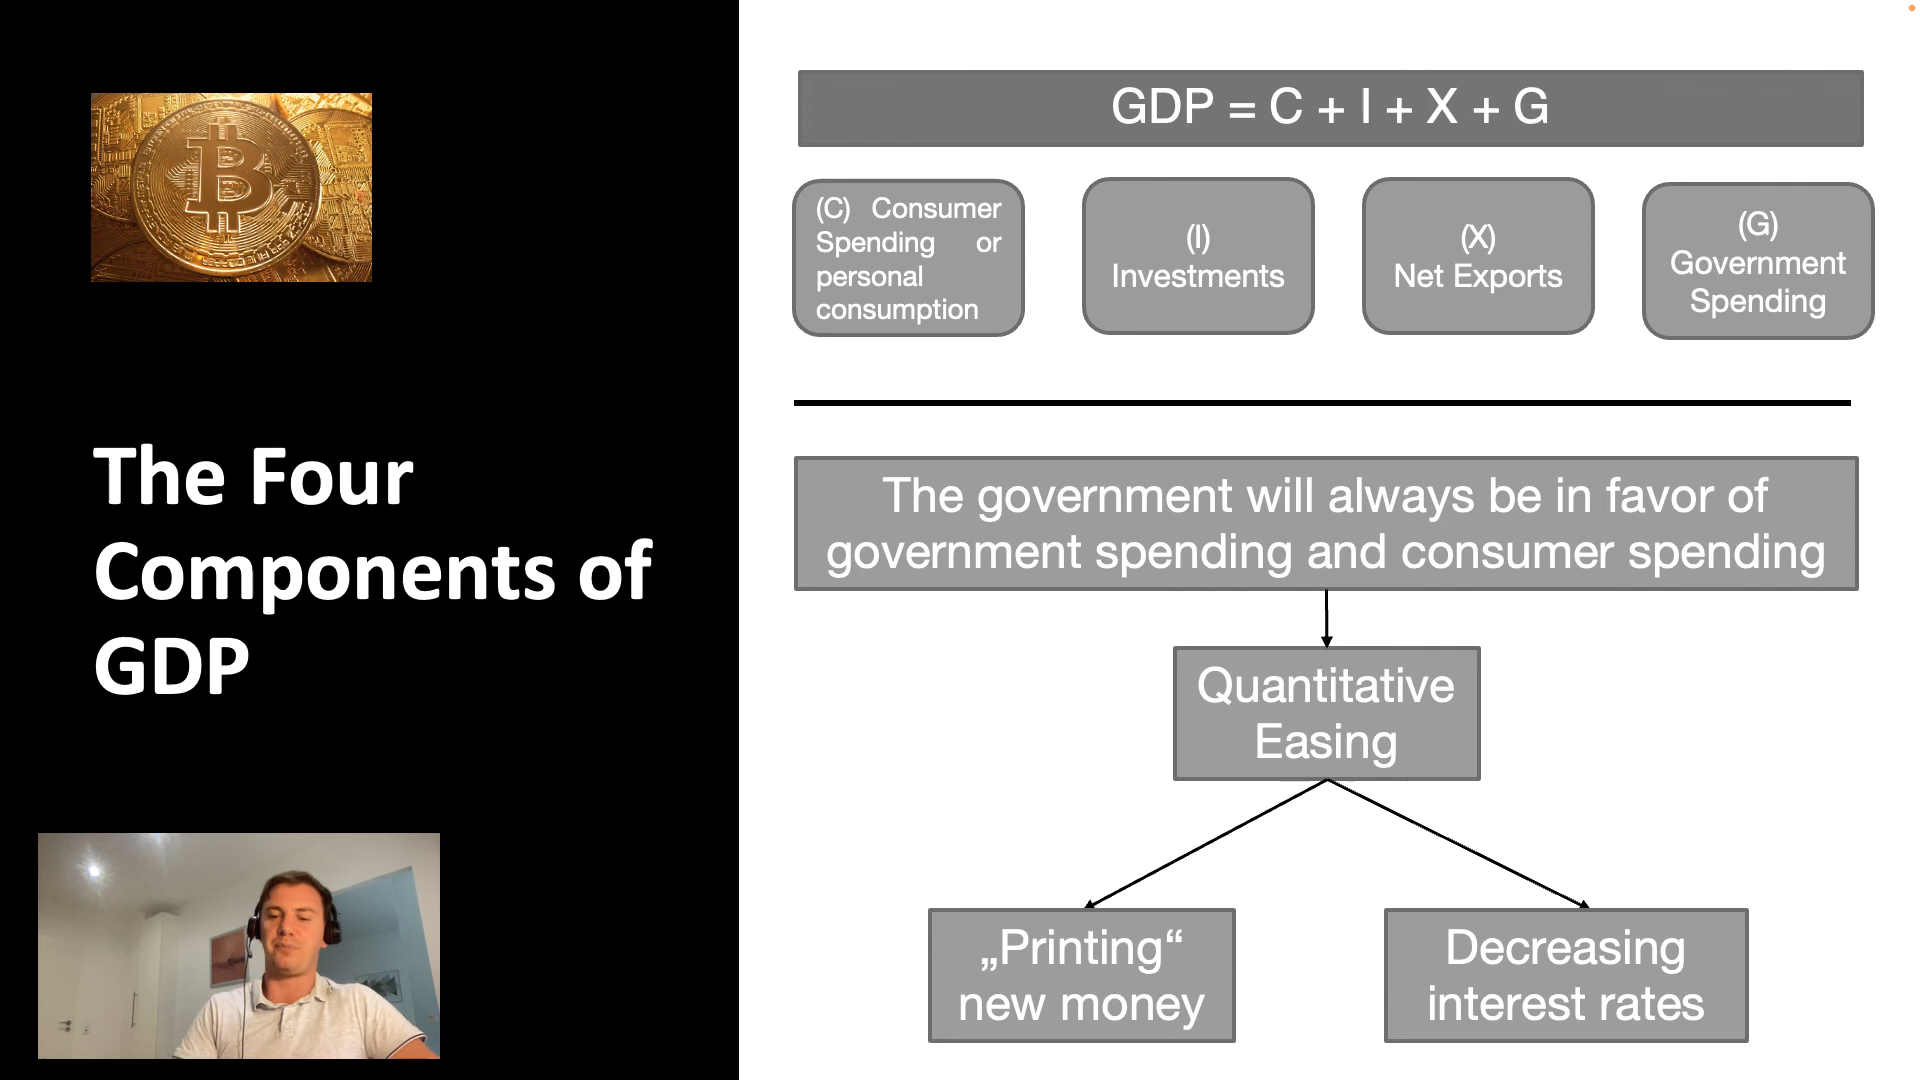 The Four
Components of
GDP
GDP = C + I + X + G
(C) Consumer
Spending or
personal
consumption
(I)
Investments
(X)
Net Exports
(G)
Government
Spending
The government will always be in favor of
government spending and consumer spending
Quantitative
Easing
„Printing“
new money
Decreasing
interest rates